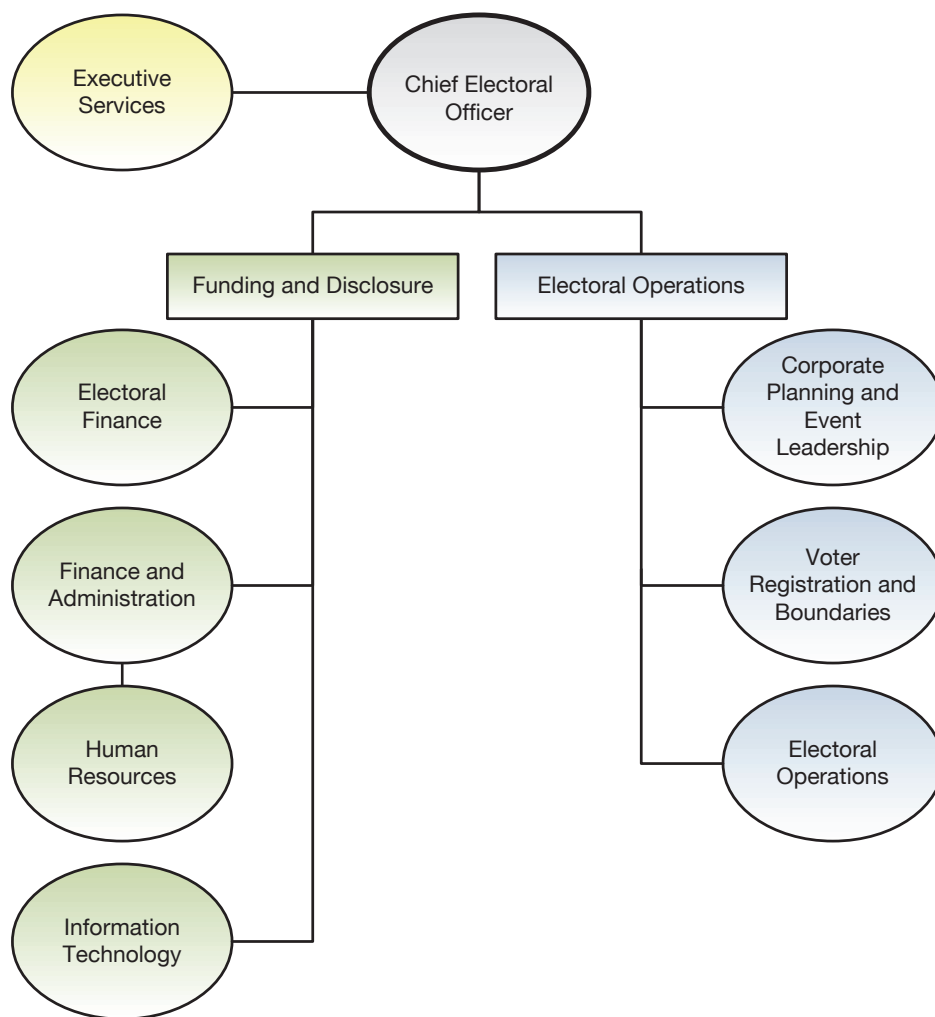 Executive
Services
Chief Electoral
Officer
Funding and Disclosure
Electoral Operations
Electoral
Finance
Corporate
Planning and
Event
Leadership
Finance and
Administration
Voter
Registration and
Boundaries
Human
Resources
Electoral
Operations
Information
Technology